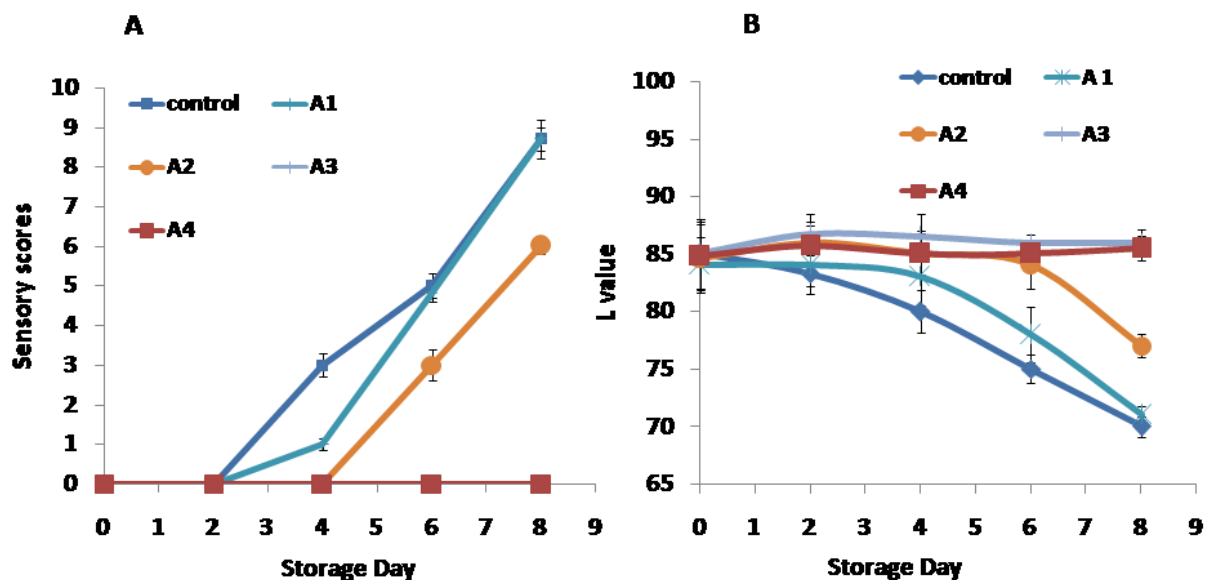 A
Sensory scores
10
9
8
7
6
5
4
3
2
1
0
control A1
A2 A3
A4
0 1 2 3 4 5 6 7 8 9
Storage Day
B
L value
100
95
90
85
80
75
70
65
control A 1
A2 A3
A4
0 1 2 3 4 5 6 7 8 9
Storage Day